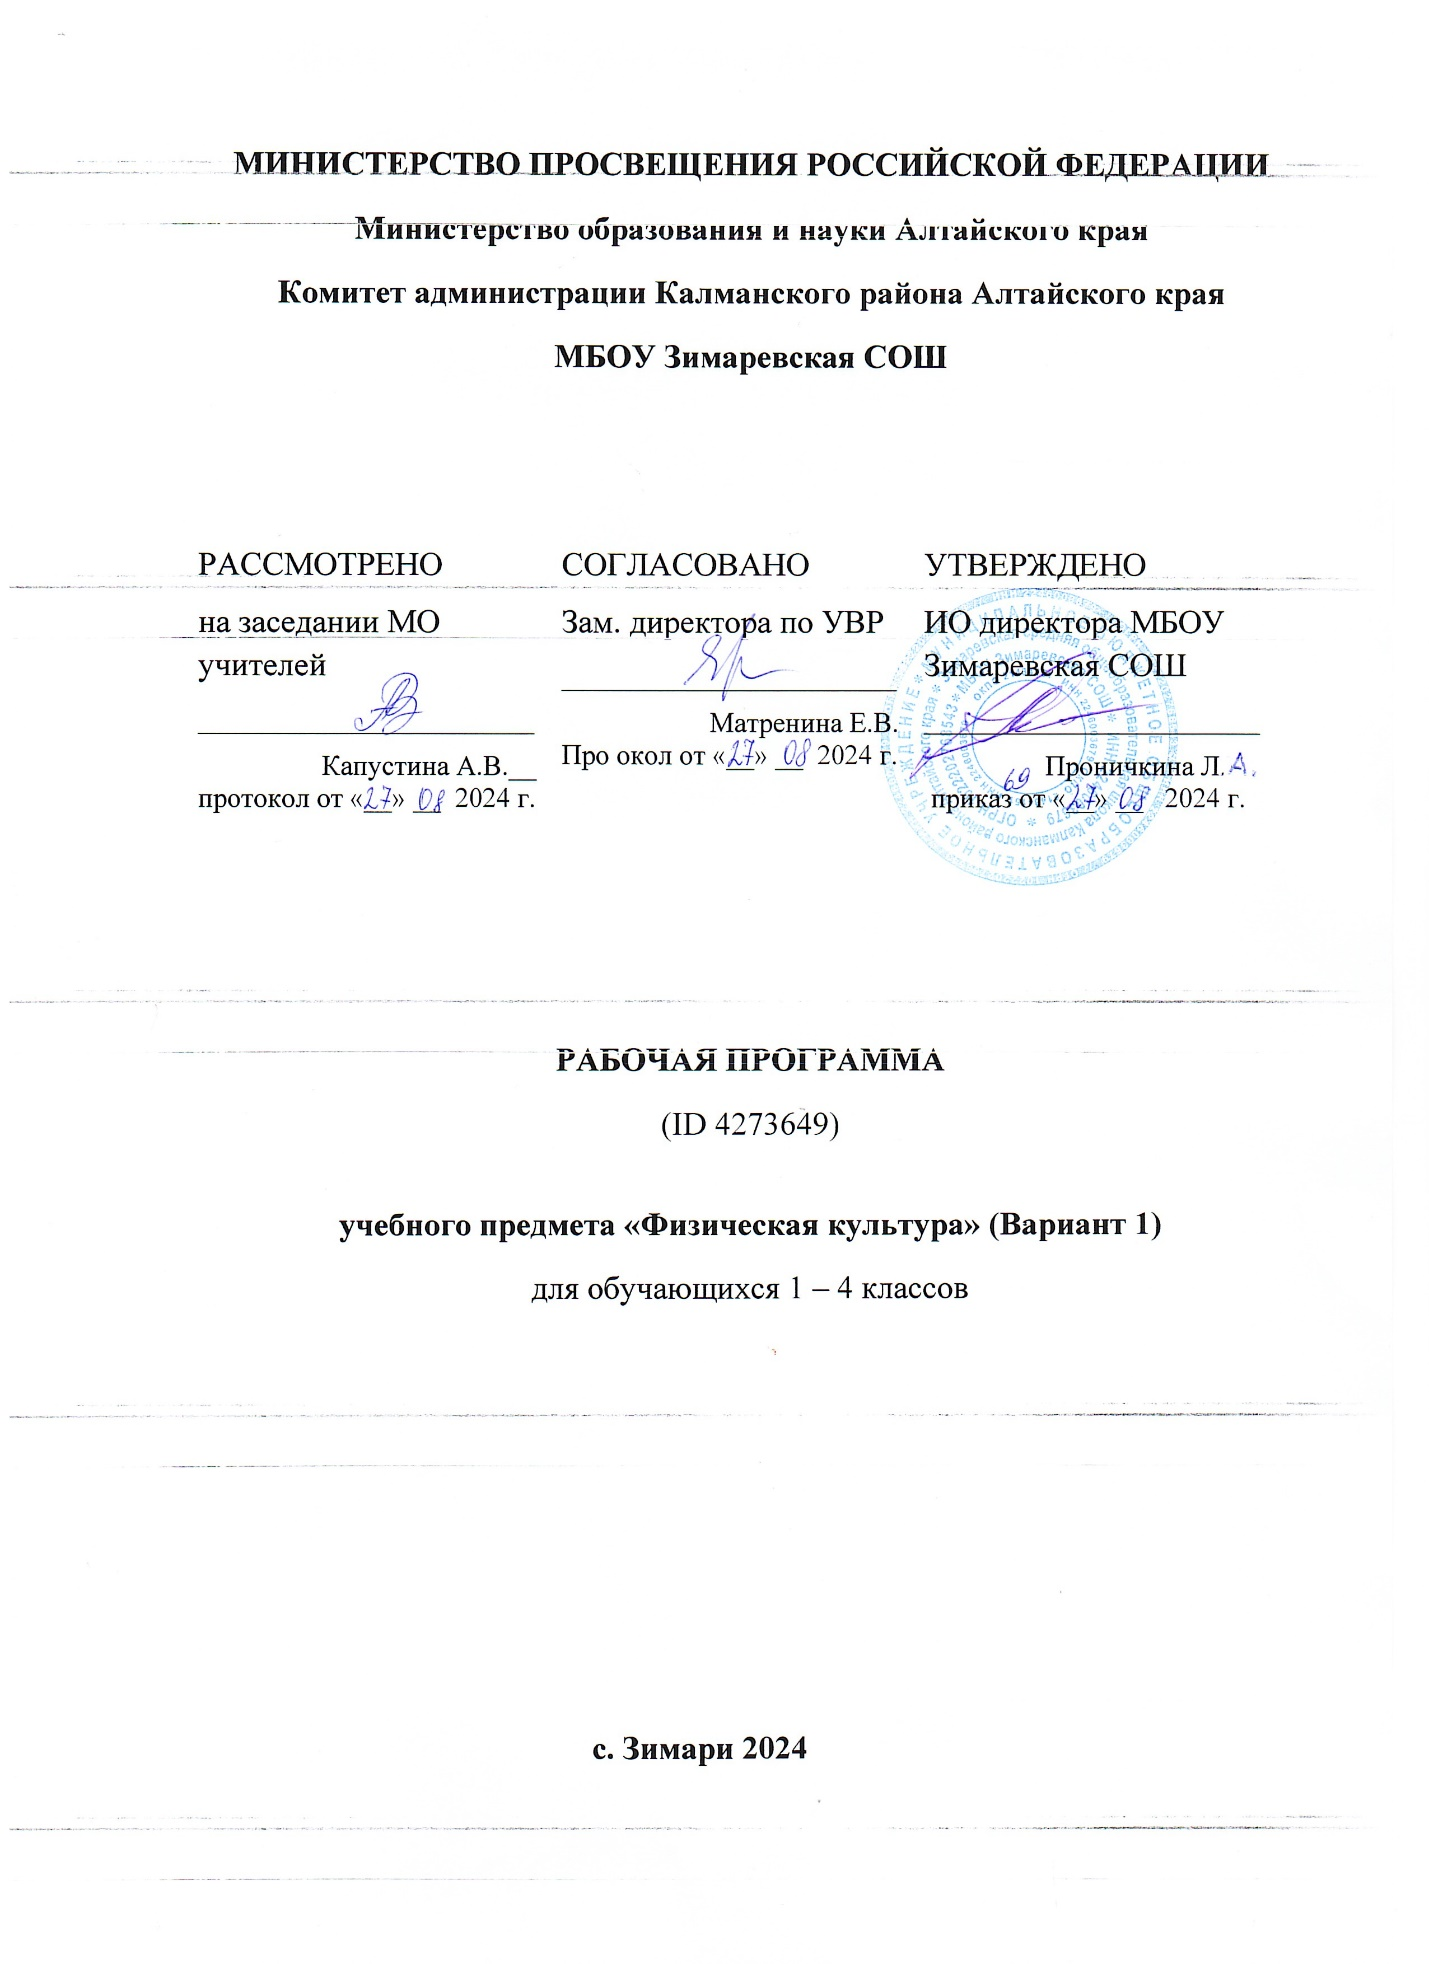 МИНИСТЕРСТВО ПРОСВЕЩЕНИЯ РОССИЙСКОЙ ФЕДЕРАЦИИ
Министерство образования и науки Алтайского края
Комитет администрации Калманского района Алтайского края
МБОУ Зимаревская СОШ
РАССМОТРЕНО
на заседании МО
учителей
Капустина А.В.__
протокол от «27» 08 2024 г.
СОГЛАСОВАНО
Зам. директора по УВР
Матренина Е.В.
Про окол от «27» 08 2024 г.
УТВЕРЖДЕНО
ИО директора МБОУ
Зимаревская СОШ
Проничкина Л.А.
69
приказ от «27» 08 2024 г.
РАБОЧАЯ ПРОГРАММА
(ID 4273649)
учебного предмета «Физическая культура» (Вариант 1)
для обучающихся 1 – 4 классов
с. Зимари 2024